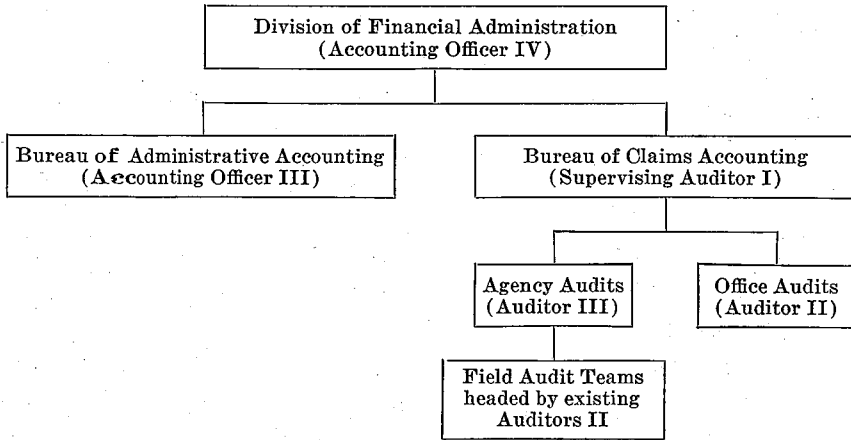 Division of Financial Administration
(Accounting Officer IV)
Bureau of Administrative Accounting
(Accounting Officer III)
Bureau of Claims Accounting
(Supervising Auditor I)
Agency Audits
(Auditor III)
Office Audits
(Auditor II)
Field Audit Teams
headed by existing
Auditors II